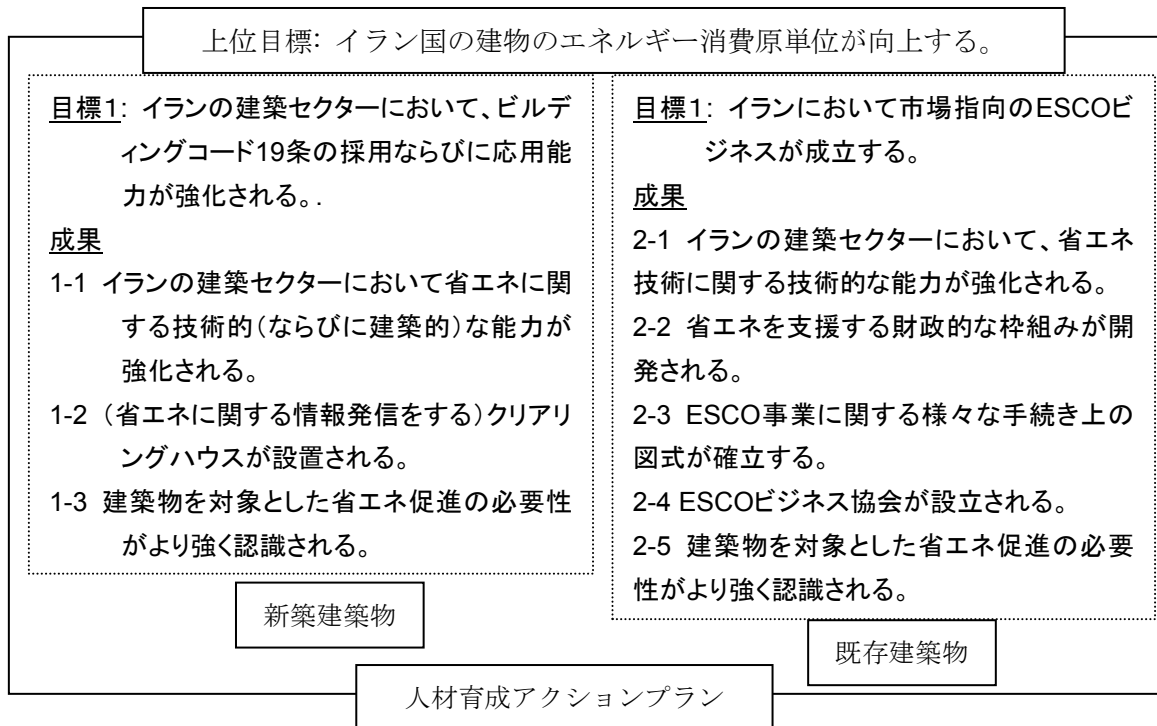 上位目標: イラン国の建物のエネルギー消費原単位が向上する。
目標1: イランの建築セクターにおいて、ビルデ
ィングコード19条の採用ならびに応用能
力が強化される。.
成果
1-1 イランの建築セクターにおいて省エネに関
する技術的(ならびに建築的)な能力が
強化される。
1-2 (省エネに関する情報発信をする)クリアリ
ングハウスが設置される。
1-3 建築物を対象とした省エネ促進の必要性
がより強く認識される。
新築建築物
目標1: イランにおいて市場指向のESCOビ
ジネスが成立する。
成果
2-1 イランの建築セクターにおいて、省エネ
技術に関する技術的な能力が強化される。
2-2 省エネを支援する財政的な枠組みが開
発される。
2-3 ESCO事業に関する様々な手続き上の
図式が確立する。
2-4 ESCOビジネス協会が設立される。
2-5 建築物を対象とした省エネ促進の必要
性がより強く認識される。
既存建築物
人材育成アクションプラン